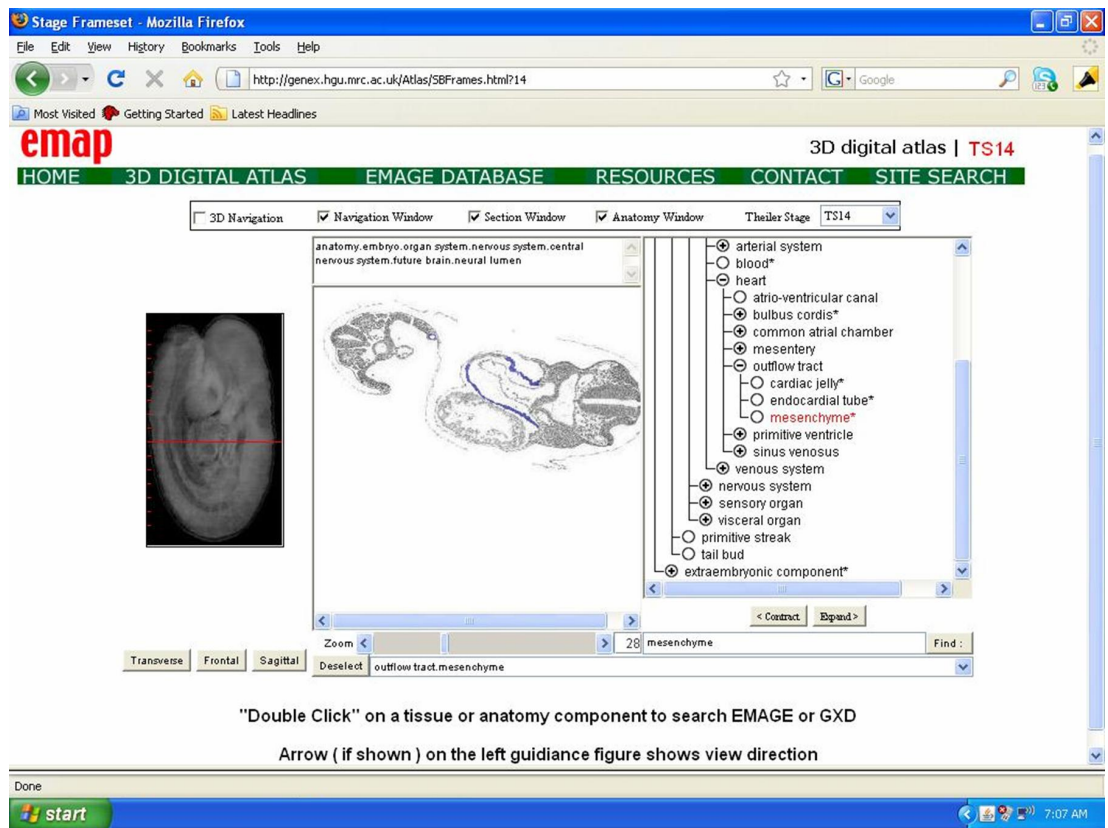 Stage Frameset - Mozilla Firefox
File Edit View History Bookmarks Tools Help
http://genex.hgu.mrc.ac.uk/Atlas/SBFrames.html?14
G Google
Most Visited Getting Started Latest Headlines
emap
3D digital atlas | TS14
HOME 3D DIGITAL ATLAS EMAGE DATABASE RESOURCES CONTACT SITE SEARCH
3D Navigation Navigation Window Section Window Anatomy Window Theiler Stage TS14
anatomy.embryo.organ system.nervous system.central
nervous system.future brain.neural lumen
arterial system
blood*
heart
atrio-ventricular canal
bulbus cordis*
common atrial chamber
mesentery
outflow tract
cardiac jelly*
endocardial tube*
mesenchyme*
primitive ventricle
sinus venosus
venous system
nervous system
sensory organ
visceral organ
primitive streak
tail bud
extraembryonic component*
< Contract Expand >
Zoom 28 mesenchyme Find :
Transverse Frontal Sagittal Deselect outflow tract.mesenchyme
"Double Click" on a tissue or anatomy component to search EMAGE or GXD
Arrow ( if shown ) on the left guidiance figure shows view direction
Done
start 7:07 AM